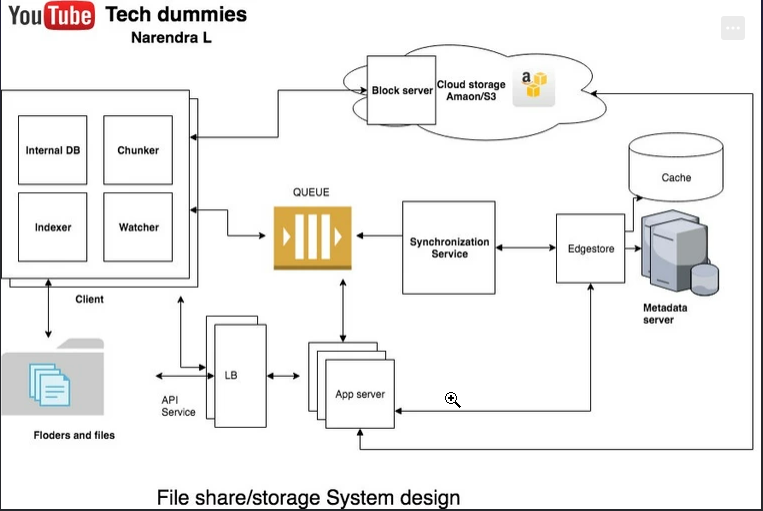 YouTube Tech dummies
Narendra L
Block server
Cloud storage
Amaon/S3
a
Internal DB
Chunker
Indexer
Watcher
Client
QUEUE
Synchronization
Service
Edgestore
Cache
Metadata
server
Floders and files
API
Service
LB
App server
File share/storage System design